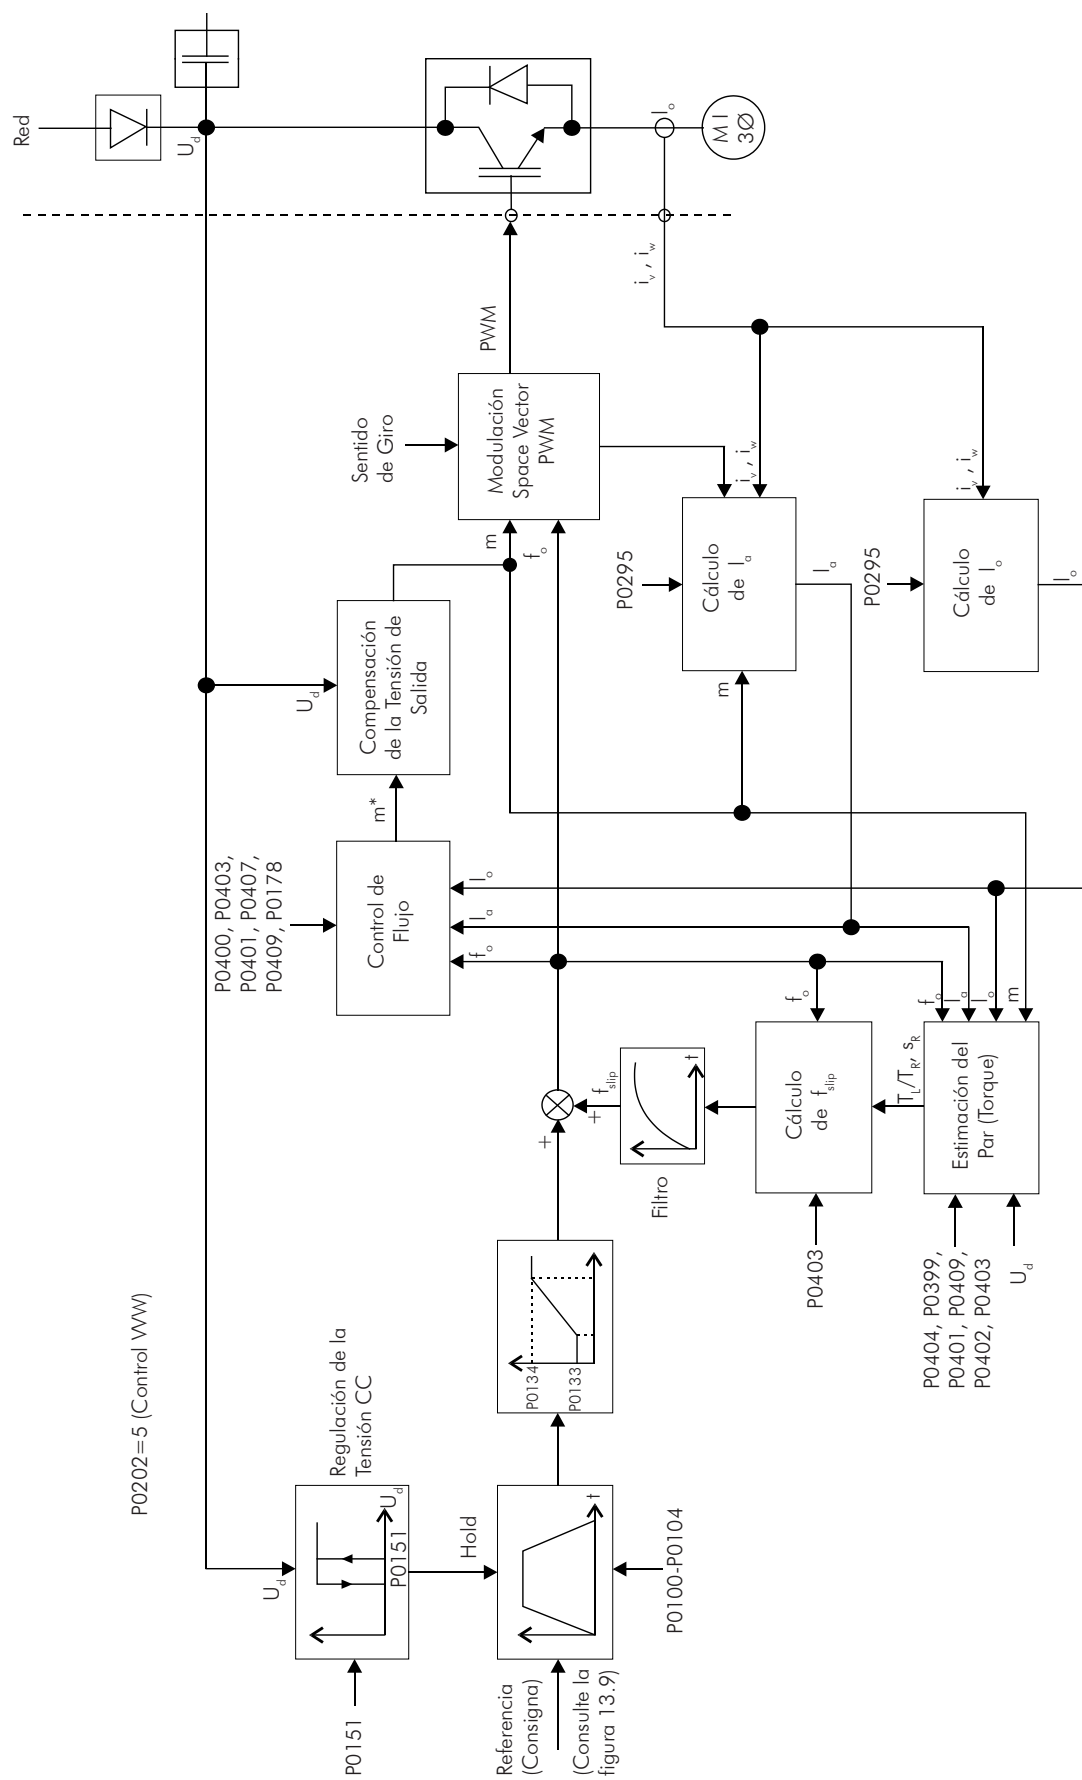 P0202=5 (Control VVW)
Red
U_d
PWM
i_v , i_w
I_o
MI
3Ø
Sentido
de Giro
Modulación
Space Vector
PWM
m
f_o
U_d
Compensación
de la Tensión de
Salida
m*
P0400, P0403,
P0401, P0407,
P0409, P0178
Control de
Flujo
I_o
I_a
f_o
P0295
Cálculo
de I_a
i_v , i_w
I_a
m
P0295
Cálculo
de I_o
i_v , i_w
I_o
Regulación de la
Tensión CC
U_d
U_d
P0151
P0151
Hold
Referencia
(Consigna)
(Consulte la
figura 13.9)
t
P0100-P0104
P0134
P0133
+
+
f_slip
t
Filtro
f_o
Cálculo
de f_slip
P0403
T_L/T_R, s_R
f_o
I_a
I_o
m
Estimación del
Par (Torque)
P0404, P0399,
P0401, P0409,
P0402, P0403
U_d